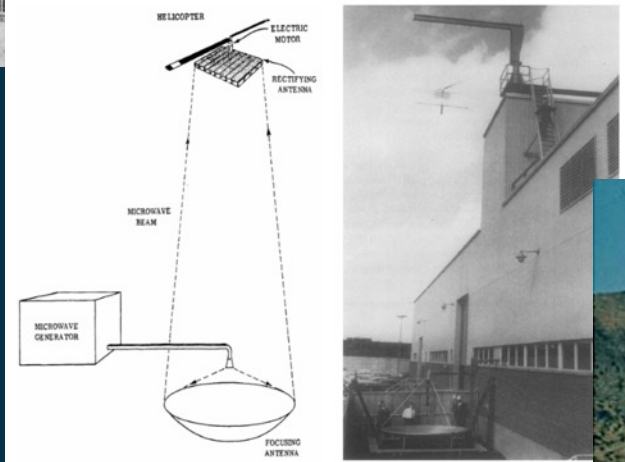 HELICOPTER
ELECTRIC
MOTOR
RECTIFYING
ANTENNA
MICROWAVE
BEAM
MICROWAVE
GENERATOR
FOCUSING
ANTENNA